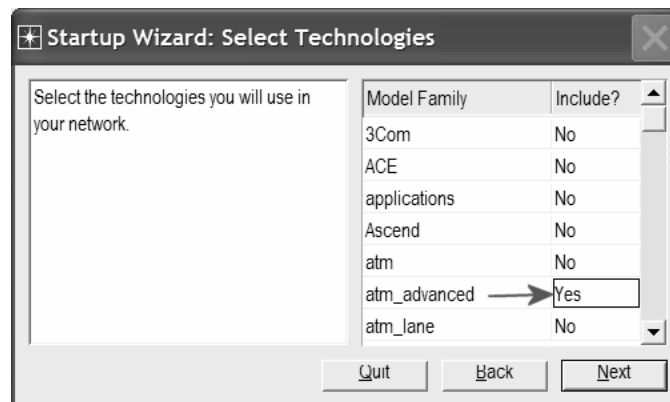 Startup Wizard: Select Technologies
Select the technologies you will use in
your network.
Model Family Include?
3Com No
ACE No
applications No
Ascend No
atm No
atm_advanced Yes
atm_lane No
Quit Back Next